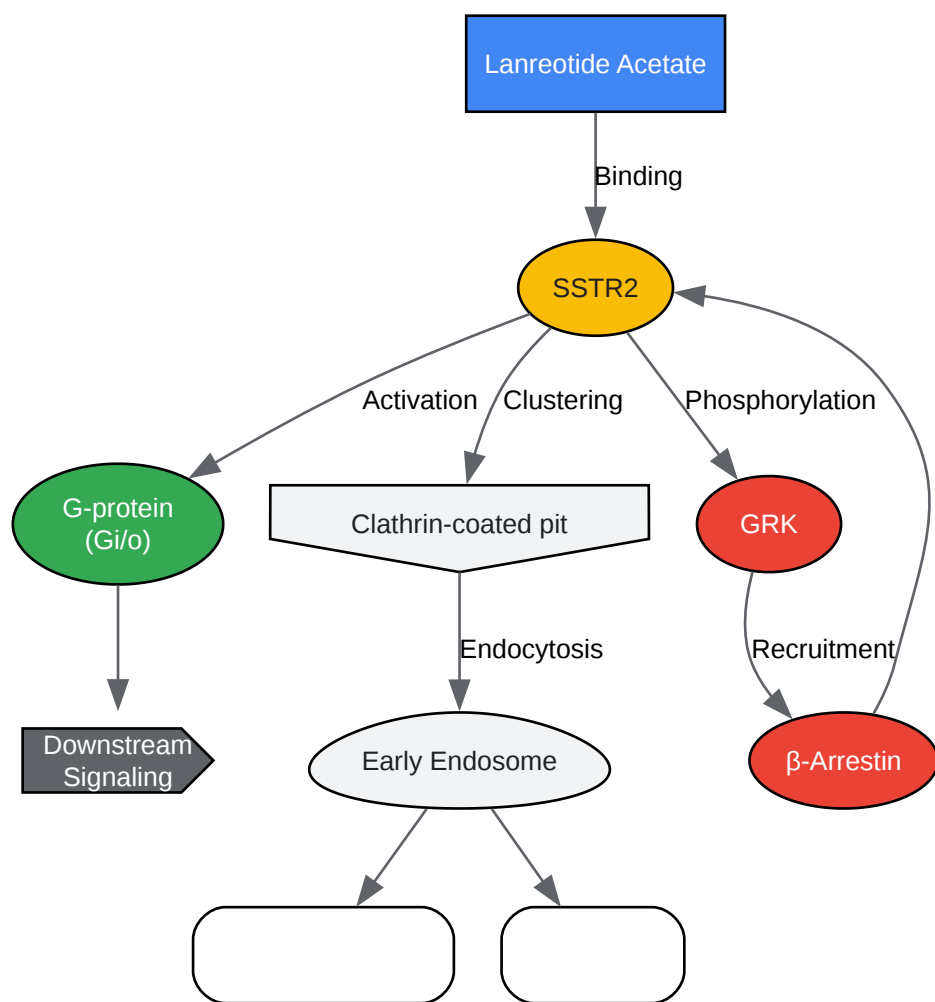 Lanreotide Acetate
Binding
SSTR2
Activation
Clustering
Phosphorylation
G-protein
(Gi/o)
Clathrin-coated pit
GRK
Endocytosis
Recruitment
Downstream
Signaling
Early Endosome
β-Arrestin